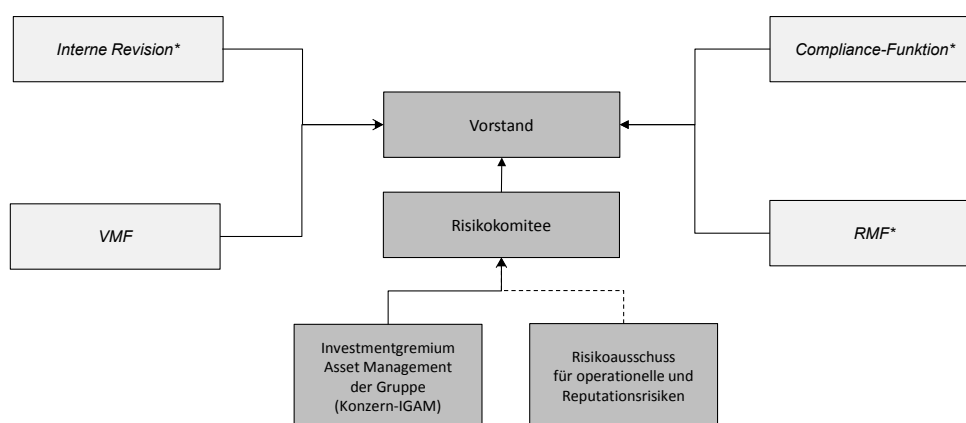 Interne Revision*
Compliance-Funktion*
Vorstand
VMF
Risikokomitee
RMF*
Investmentgremium
Asset Management
der Gruppe
(Konzern-IGAM)
Risikoausschuss
für operationelle und
Reputationsrisiken